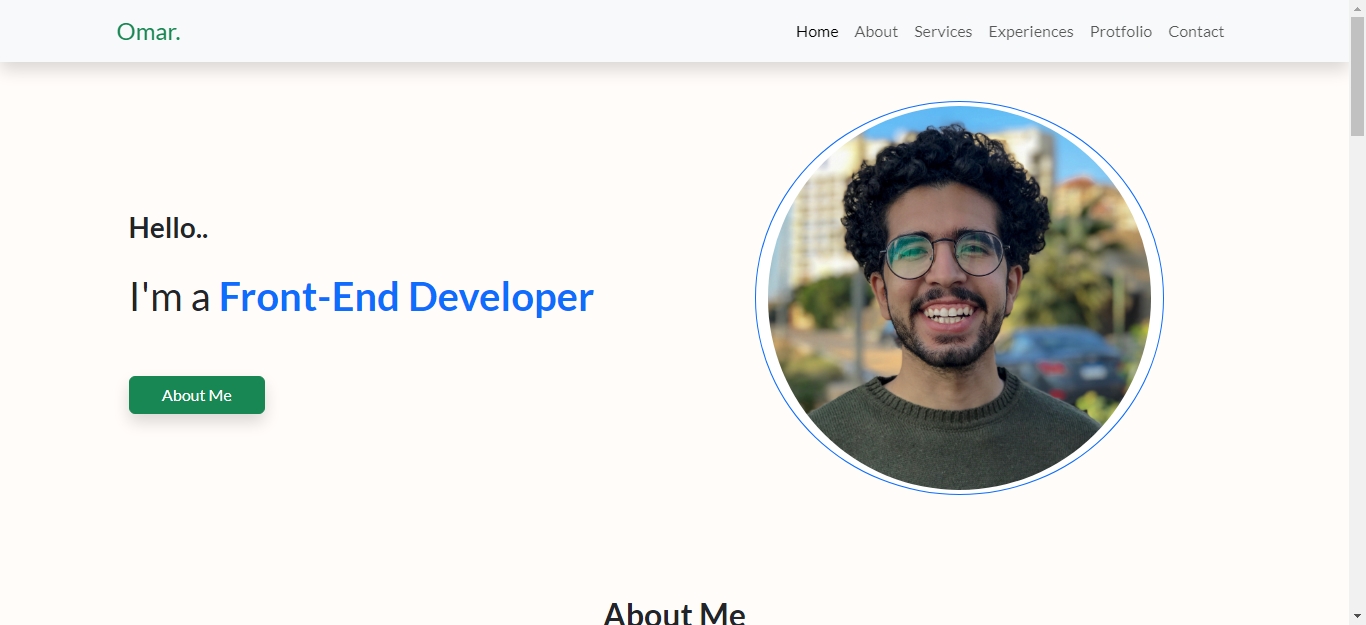 Omar.
Home About Services Experiences Protfolio Contact
Hello..
I'm a Front-End Developer
About Me
About Me